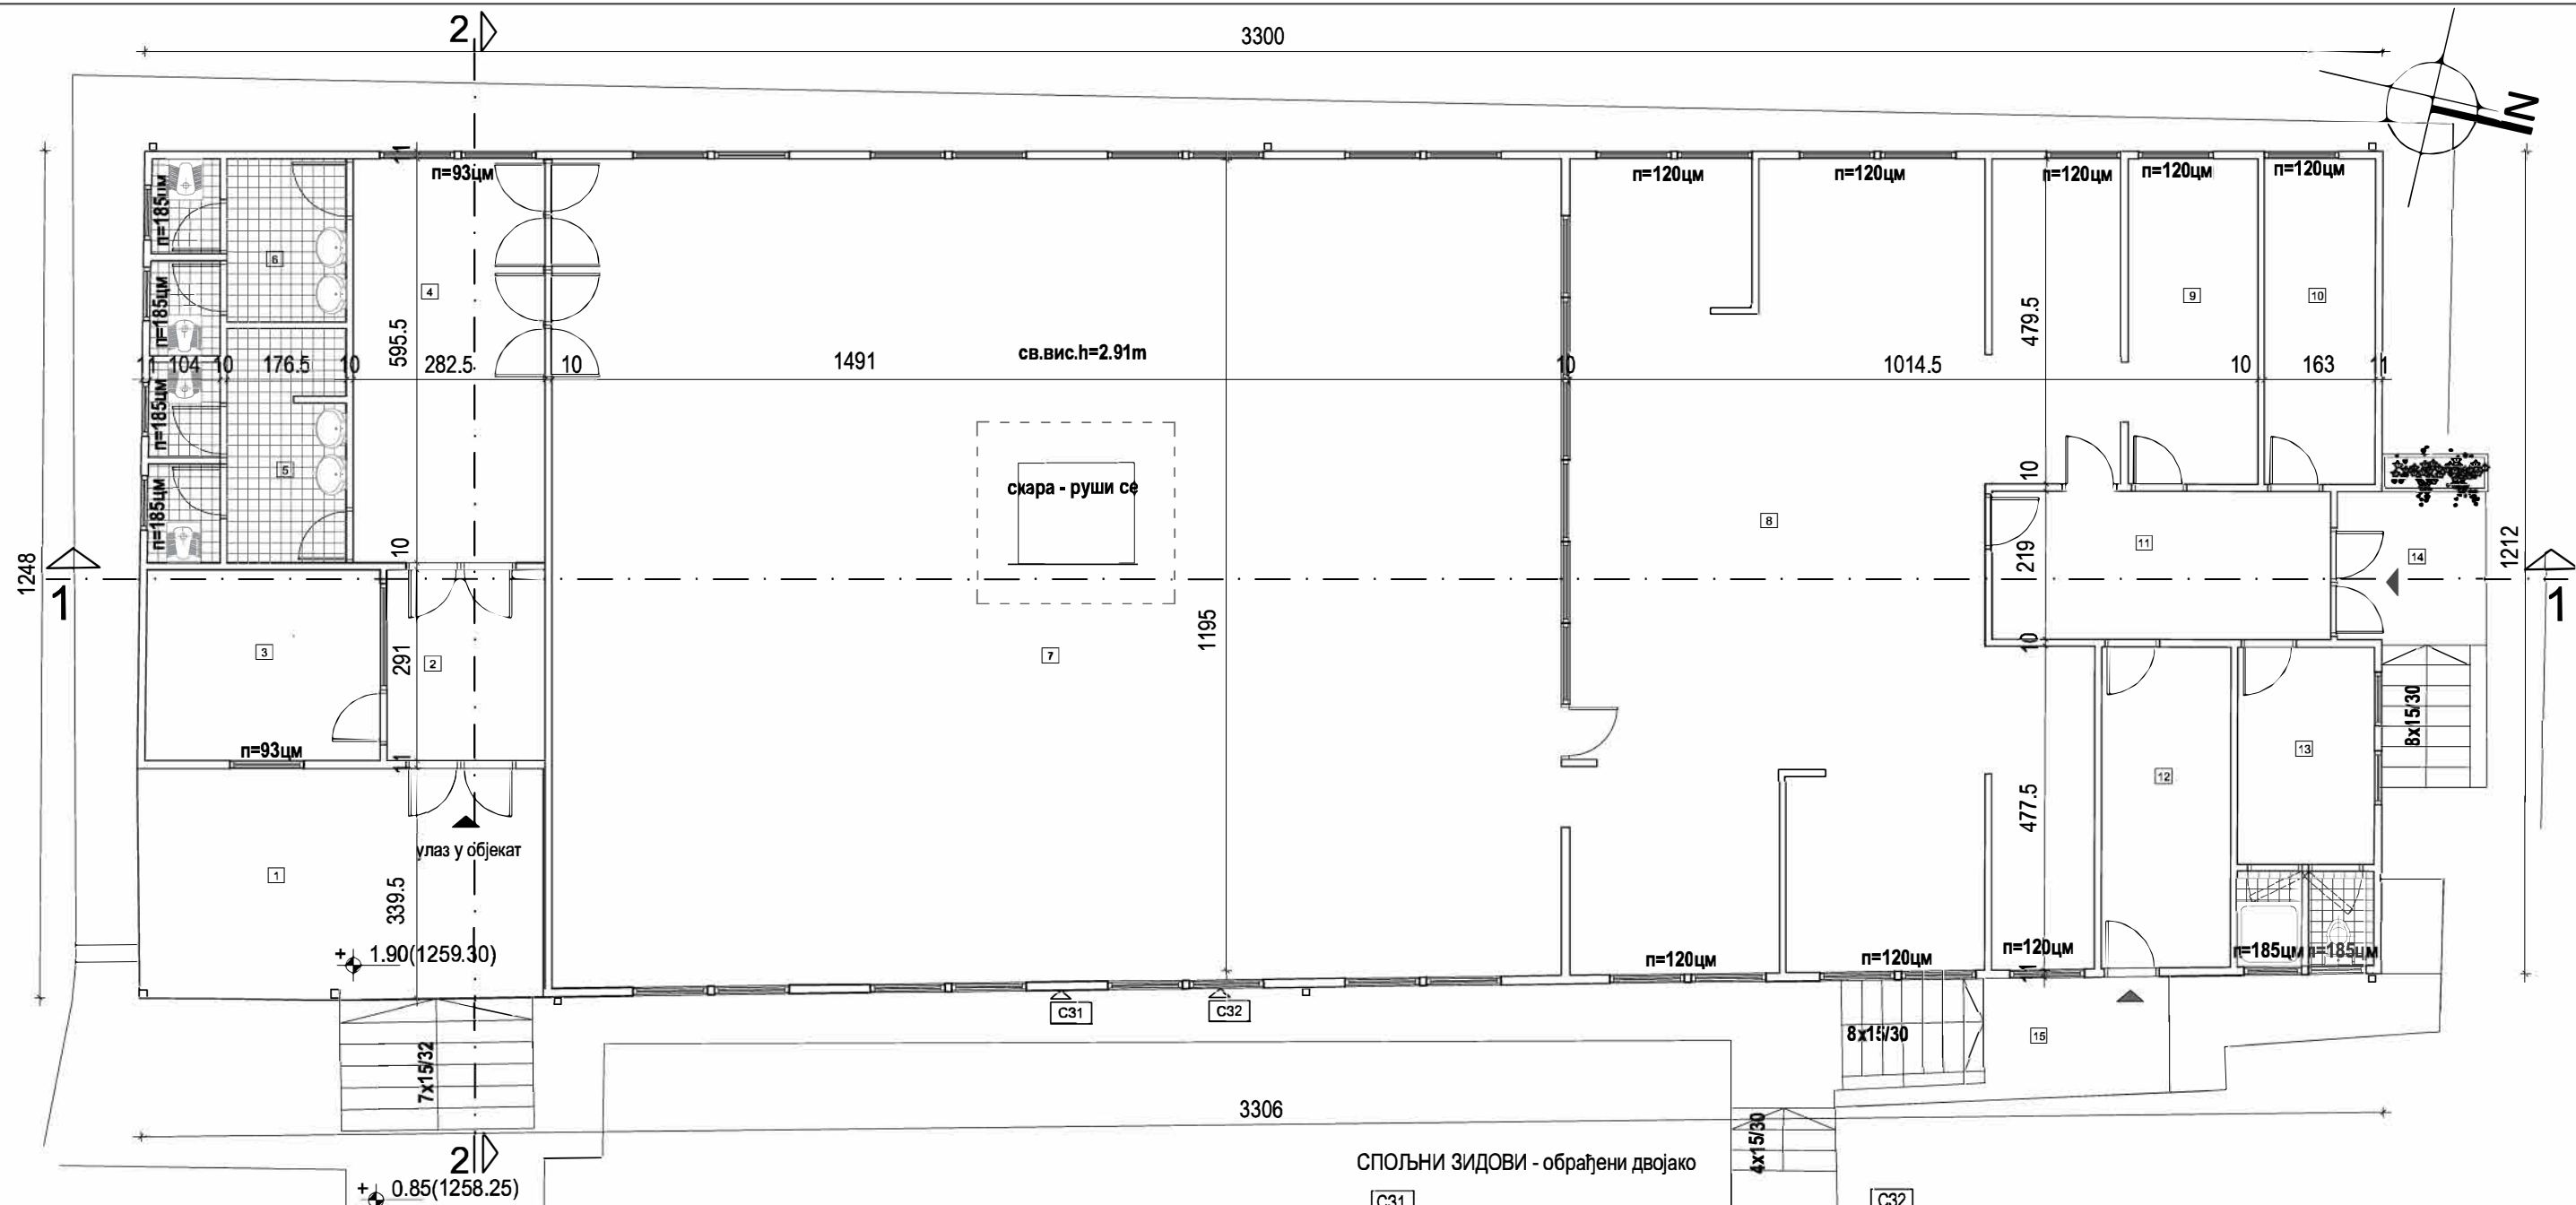 2
3300
N
п=93цм
п=120цм
п=120цм
п=120цм
п=120цм
п=120цм
11
п=185цм
п=185цм
п=185цм
п=185цм
6
4
9
10
595.5
479.5
11 104 10 176.5 10 282.5 10 1491 св.вис.h=2.91m 10 1014.5 10 163 11
скара - руши се
5
8
10
11
14
1248
1
10
219
1212
1
3
2
291
7
1195
10
8x15/30
п=93цм
11
12
13
477.5
улаз у објекат
1
339.5
1.90(1259.30)
п=120цм
п=120цм
п=120цм
п=185цм
п=185цм
С31
С32
8x15/30
15
7x15/32
3306
4x15/30
2
СПОЉНИ ЗИДОВИ - обрађени двојако
0.85(1258.25)
С31
С32